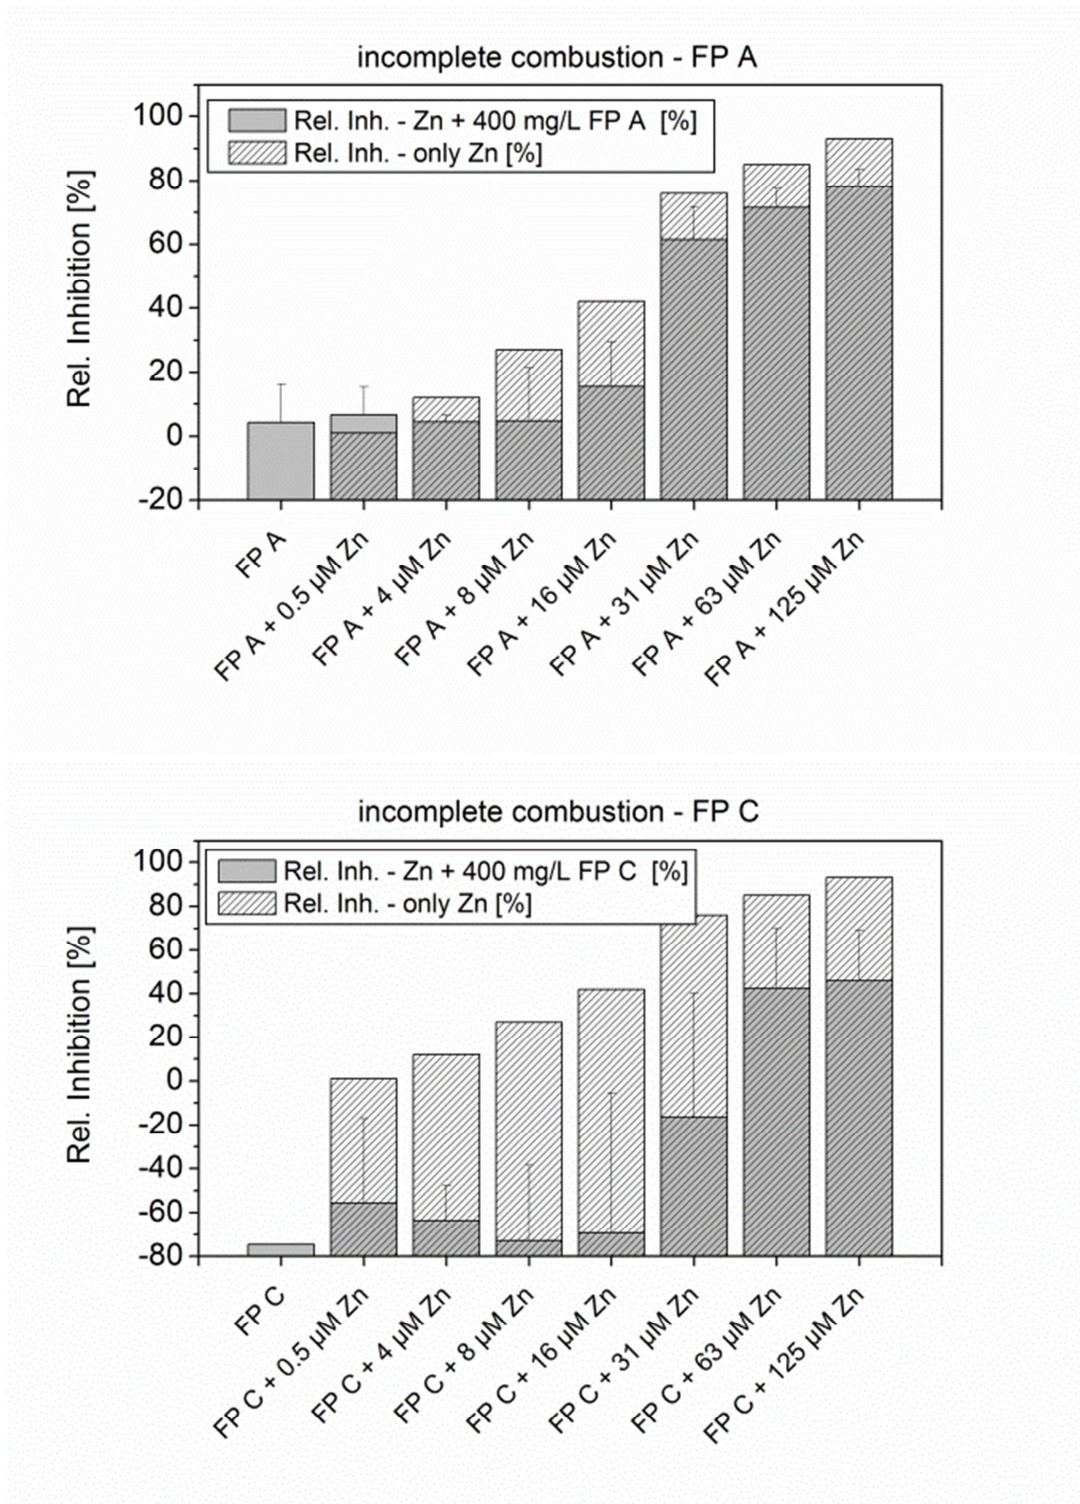 incomplete combustion - FP A
Rel. Inh. - Zn + 400 mg/L FP A [%]
Rel. Inh. - only Zn [%]
Rel. Inhibition [%]
100
80
60
40
20
0
-20
FP A
FP A + 0.5 µM Zn
FP A + 4 µM Zn
FP A + 8 µM Zn
FP A + 16 µM Zn
FP A + 31 µM Zn
FP A + 63 µM Zn
FP A + 125 µM Zn
incomplete combustion - FP C
Rel. Inh. - Zn + 400 mg/L FP C [%]
Rel. Inh. - only Zn [%]
Rel. Inhibition [%]
100
80
60
40
20
0
-20
-40
-60
-80
FP C
FP C + 0.5 µM Zn
FP C + 4 µM Zn
FP C + 8 µM Zn
FP C + 16 µM Zn
FP C + 31 µM Zn
FP C + 63 µM Zn
FP C + 125 µM Zn